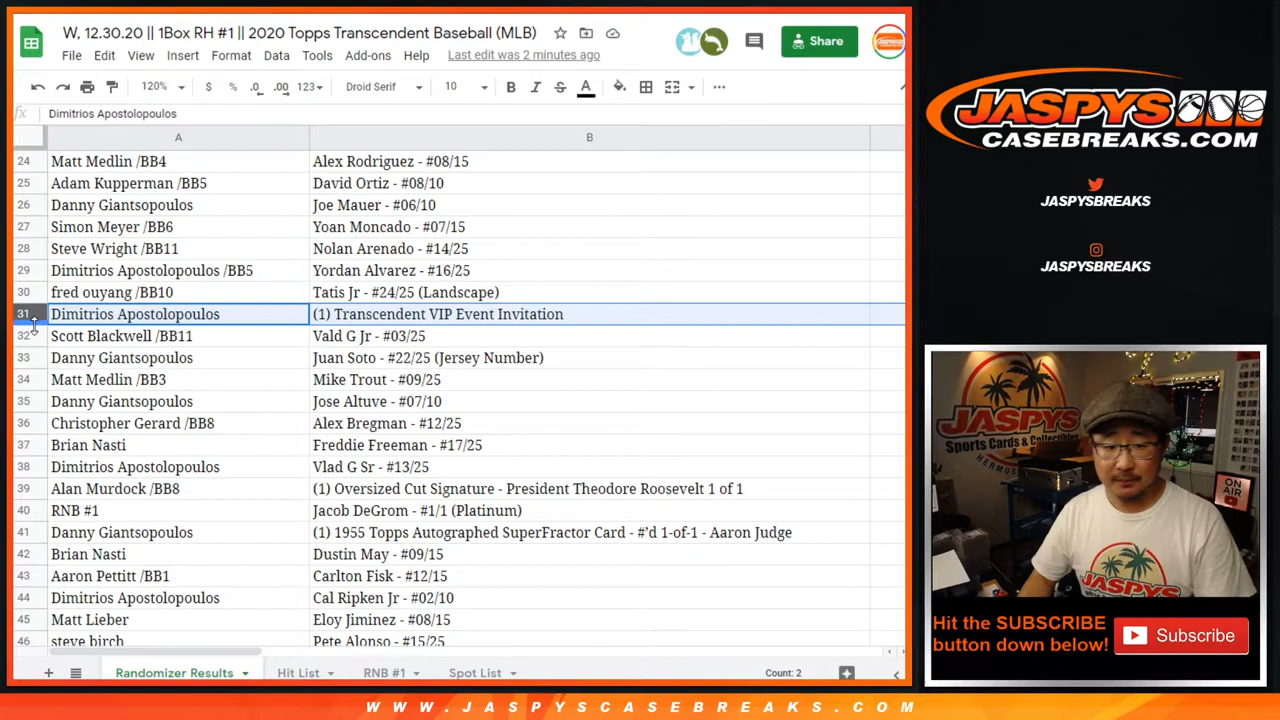 W, 12.30.20 || 1Box RH #1 || 2020 Topps Transcendent Baseball (MLB)
File Edit View Insert Format Data Tools Add-ons Help Last edit was 2 minutes ago
Share
120% $ % .0 .00 123 Droid Serif 10 B I S A
fx Dimitrios Apostolopoulos
A B
24 Matt Medlin /BB4 Alex Rodriguez - #08/15
25 Adam Kupperman /BB5 David Ortiz - #08/10
26 Danny Giantsopoulos Joe Mauer - #06/10
27 Simon Meyer /BB6 Yoan Moncado - #07/15
28 Steve Wright /BB11 Nolan Arenado - #14/25
29 Dimitrios Apostolopoulos /BB5 Yordan Alvarez - #16/25
30 fred ouyang /BB10 Tatis Jr - #24/25 (Landscape)
31 Dimitrios Apostolopoulos (1) Transcendent VIP Event Invitation
32 Scott Blackwell /BB11 Vald G Jr - #03/25
33 Danny Giantsopoulos Juan Soto - #22/25 (Jersey Number)
34 Matt Medlin /BB3 Mike Trout - #09/25
35 Danny Giantsopoulos Jose Altuve - #07/10
36 Christopher Gerard /BB8 Alex Bregman - #12/25
37 Brian Nasti Freddie Freeman - #17/25
38 Dimitrios Apostolopoulos Vlad G Sr - #13/25
39 Alan Murdock /BB8 (1) Oversized Cut Signature - President Theodore Roosevelt 1 of 1
40 RNB #1 Jacob DeGrom - #1/1 (Platinum)
41 Danny Giantsopoulos (1) 1955 Topps Autographed SuperFractor Card - #'d 1-of-1 - Aaron Judge
42 Brian Nasti Dustin May - #09/15
43 Aaron Pettitt /BB1 Carlton Fisk - #12/15
44 Dimitrios Apostolopoulos Cal Ripken Jr - #02/10
45 Matt Lieber Eloy Jiminez - #08/15
46 steve birch Pete Alonso - #15/25
Randomizer Results Hit List RNB #1 Spot List Count: 2
JASPYS
CASEBREAKS.COM
JASPYSBREAKS
JASPYSBREAKS
JASPYS
Sports Cards & Collectibles
HERMOS
ON
AIR
JASPYS
Hit the SUBSCRIBE
button down below!
Subscribe
WWW.JASPYSCASEBREAKS.COM